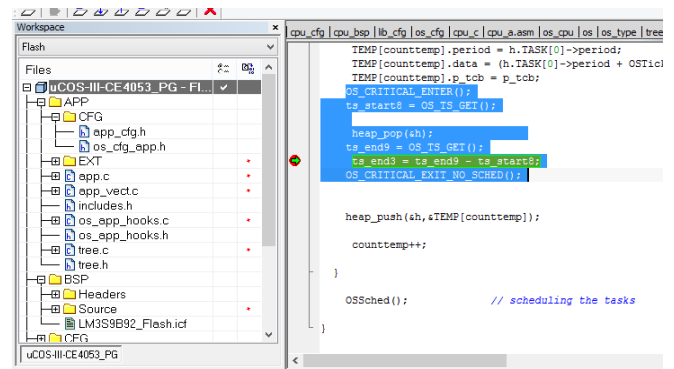 Workspace
Flash
Files
uCOS-III-CE4053_PG - Fl...
APP
CFG
app_cfg.h
os_cfg_app.h
EXT
app.c
app_vect.c
includes.h
os_app_hooks.c
os_app_hooks.h
tree.c
tree.h
BSP
Headers
Source
LM3S9B92_Flash.icf
CFG
uCOS-III-CE4053_PG
cpu_cfg | cpu_bsp | lib_cfg | os_cfg | cpu_c | cpu_a.asm | os_cpu | os | os_type | tree
TEMP[counttemp].period = h.TASK[0]->period;
TEMP[counttemp].data = (h.TASK[0]->period + OSTic
TEMP[counttemp].p_tcb = p_tcb;
OS_CRITICAL_ENTER();
ts_start8 = OS_TS_GET();
heap_pop(&h);
ts_end9 = OS_TS_GET();
ts_end3 = ts_end9 - ts_start8;
OS_CRITICAL_EXIT_NO_SCHED();
heap_push(&h,&TEMP[counttemp]);
counttemp++;
}
OSSched(); // scheduling the tasks
}